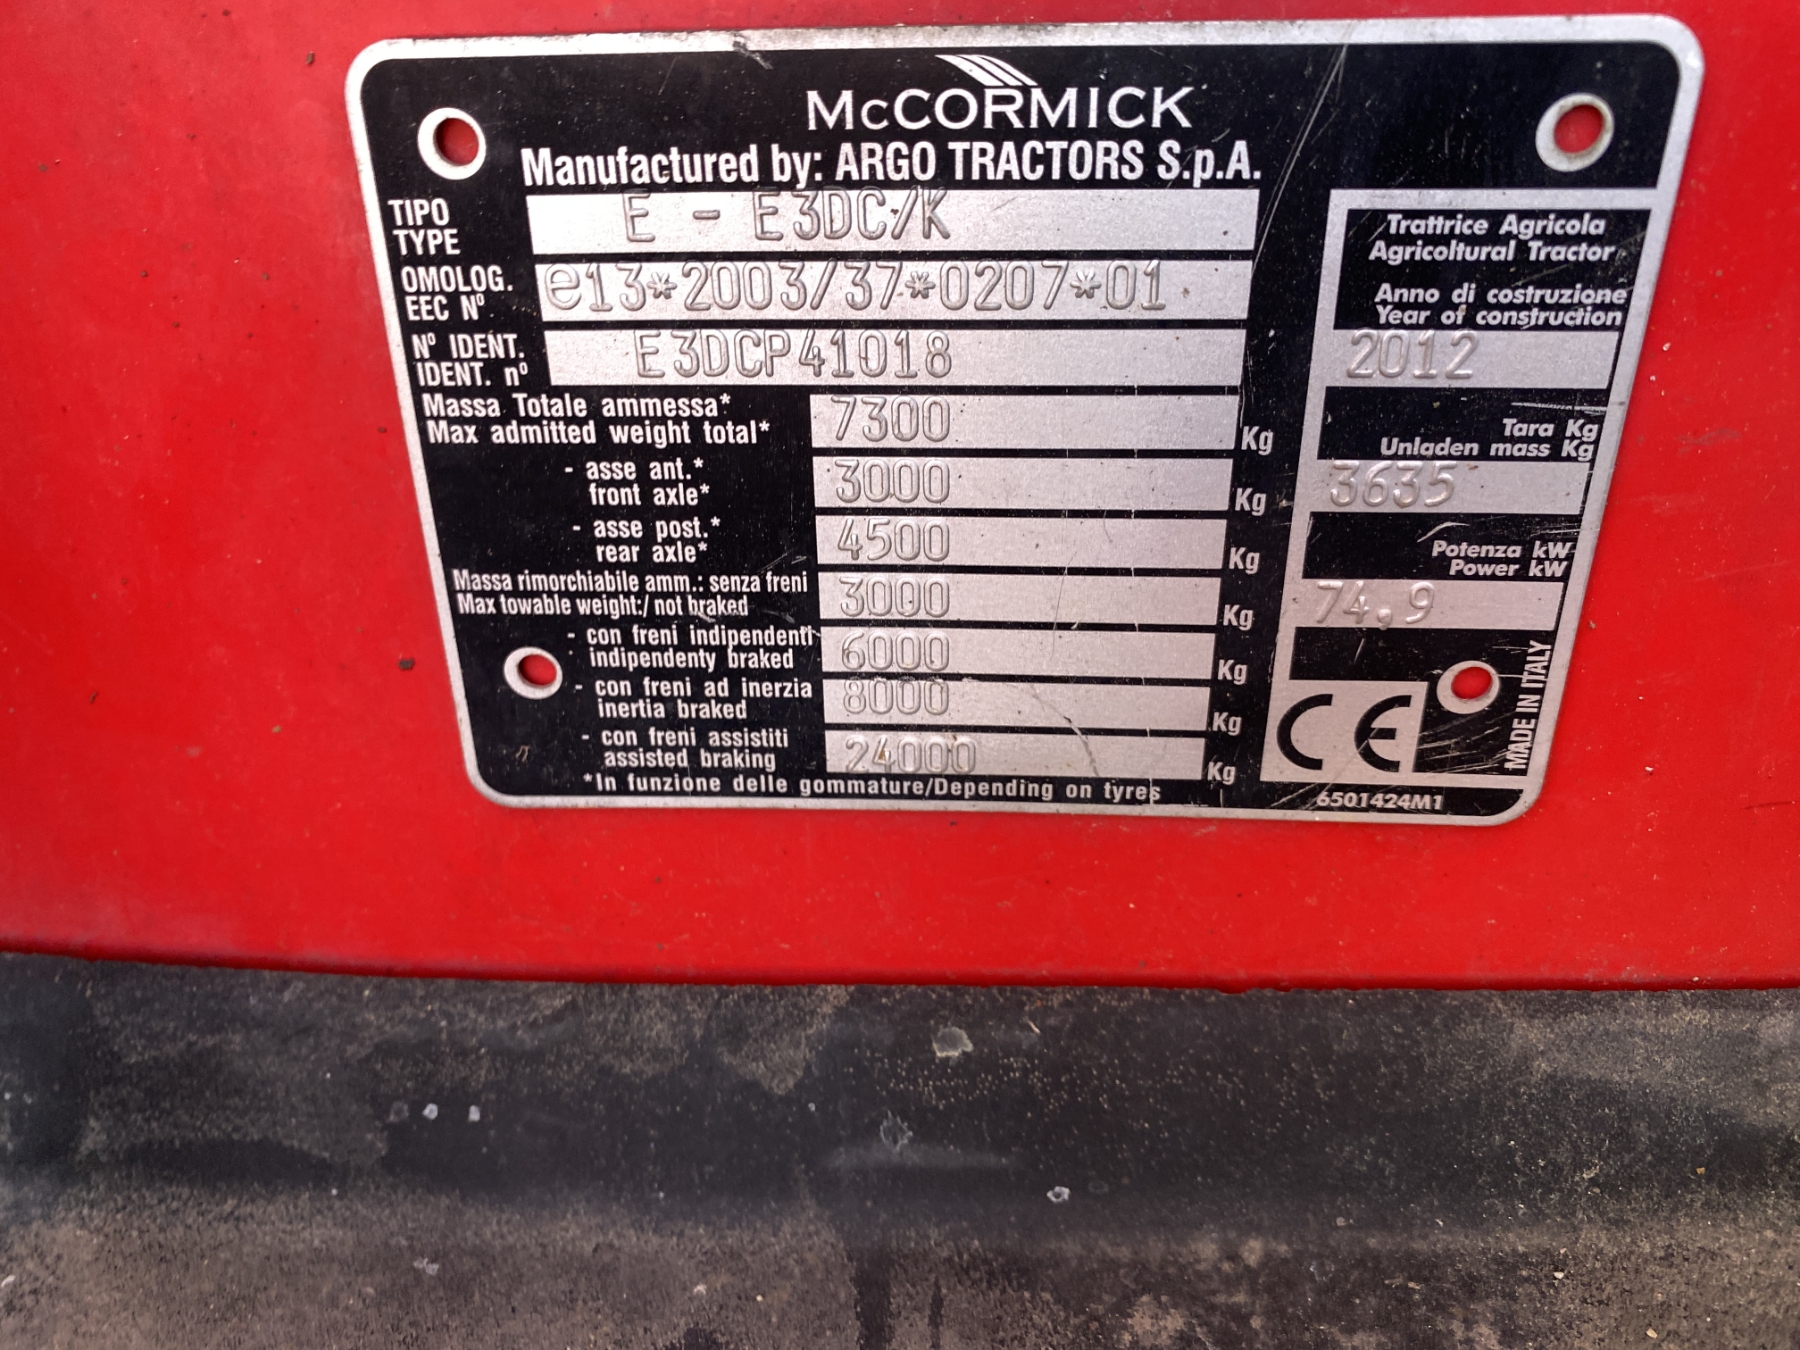 McCORMICK
Manufactured by: ARGO TRACTORS S.p.A.
TIPO
TYPE
E - E3DC/K
OMOLOG.
EEC Nº
e13*2003/37*0207*01
Nº IDENT.
IDENT. nº
E3DCP41018
Massa Totale ammessa*
Max admitted weight total*
7300 Kg
- asse ant.*
front axle*
3000 Kg
- asse post.*
rear axle*
4500 Kg
Massa rimorchiabile amm.: senza freni
Max towable weight:/ not braked
3000 Kg
- con freni indipendenti
indipendenty braked
6000 Kg
- con freni ad inerzia
inertia braked
8000 Kg
- con freni assistiti
assisted braking
24000 Kg
*In funzione delle gommature/Depending on tyres
Trattrice Agricola
Agricoltural Tractor
Anno di costruzione
Year of construction
2012
Tara Kg
Unladen mass Kg
3635
Potenza kW
Power kW
74,9
CE
MADE IN ITALY
6501424M1